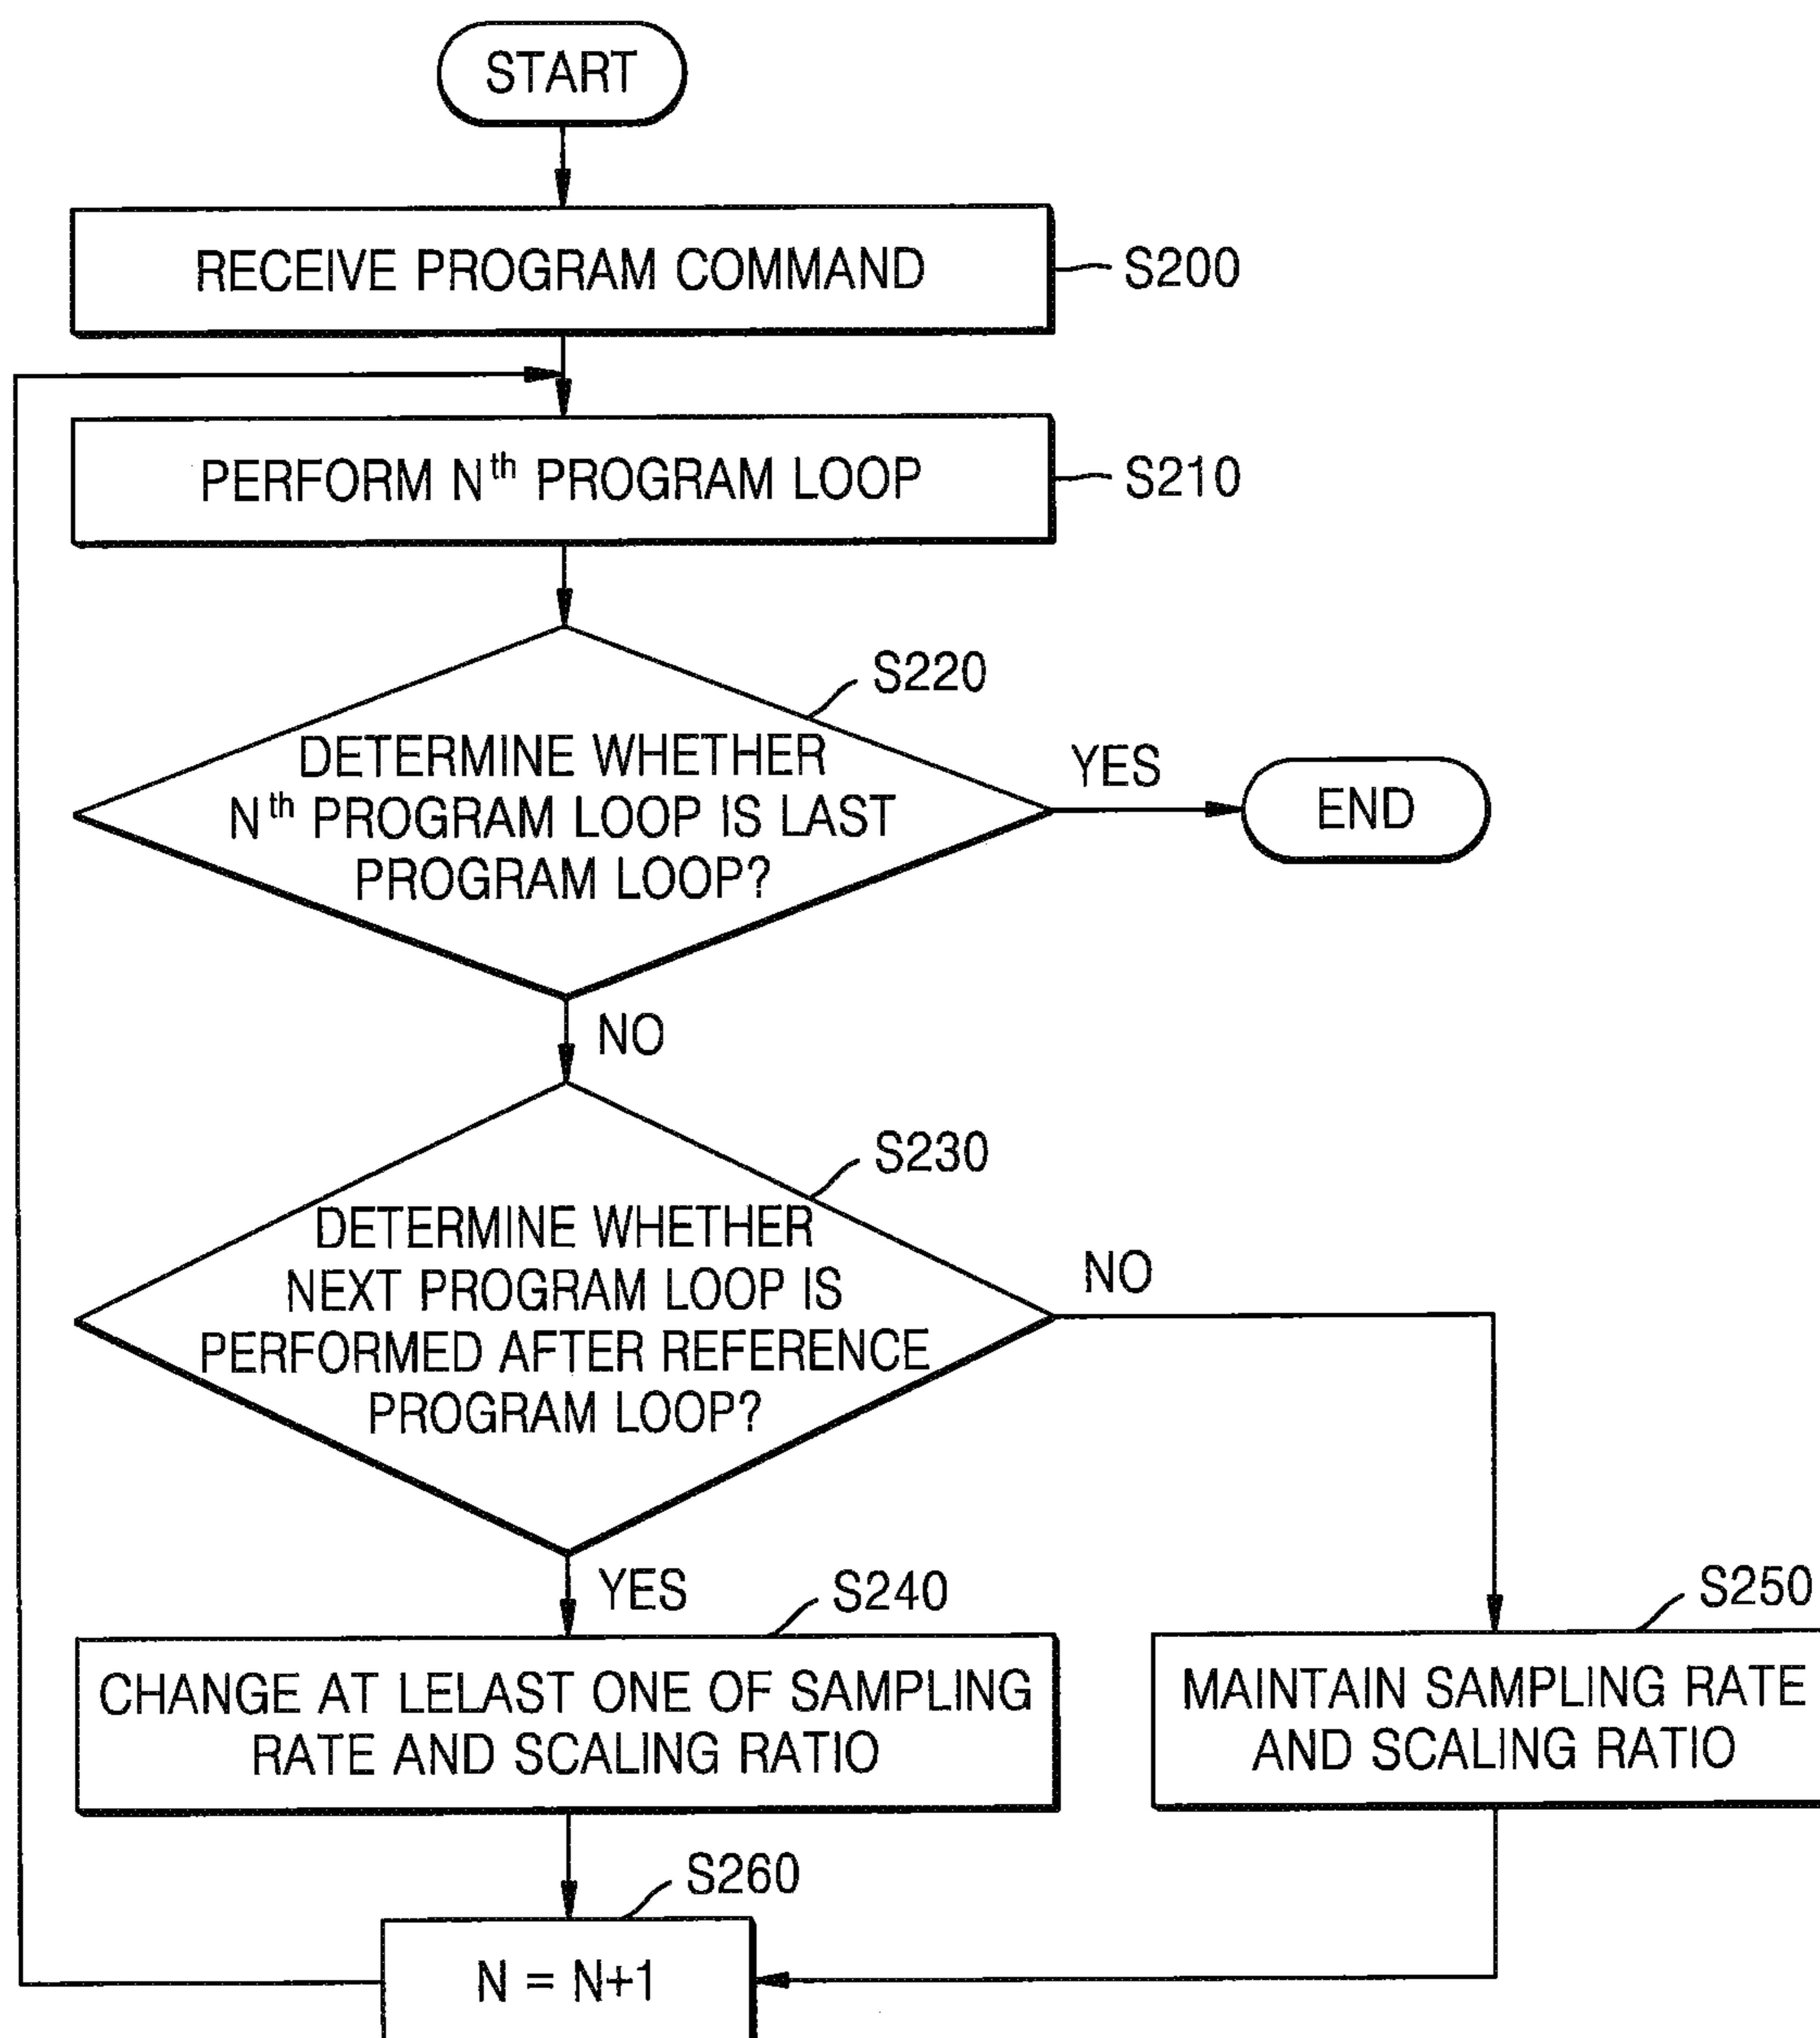 START
RECEIVE PROGRAM COMMAND
S200
PERFORM Nth PROGRAM LOOP
S210
S220
DETERMINE WHETHER
Nth PROGRAM LOOP IS LAST
PROGRAM LOOP?
YES
END
NO
S230
DETERMINE WHETHER
NEXT PROGRAM LOOP IS
PERFORMED AFTER REFERENCE
PROGRAM LOOP?
NO
YES
S240
CHANGE AT LELAST ONE OF SAMPLING
RATE AND SCALING RATIO
S250
MAINTAIN SAMPLING RATE
AND SCALING RATIO
S260
N = N+1